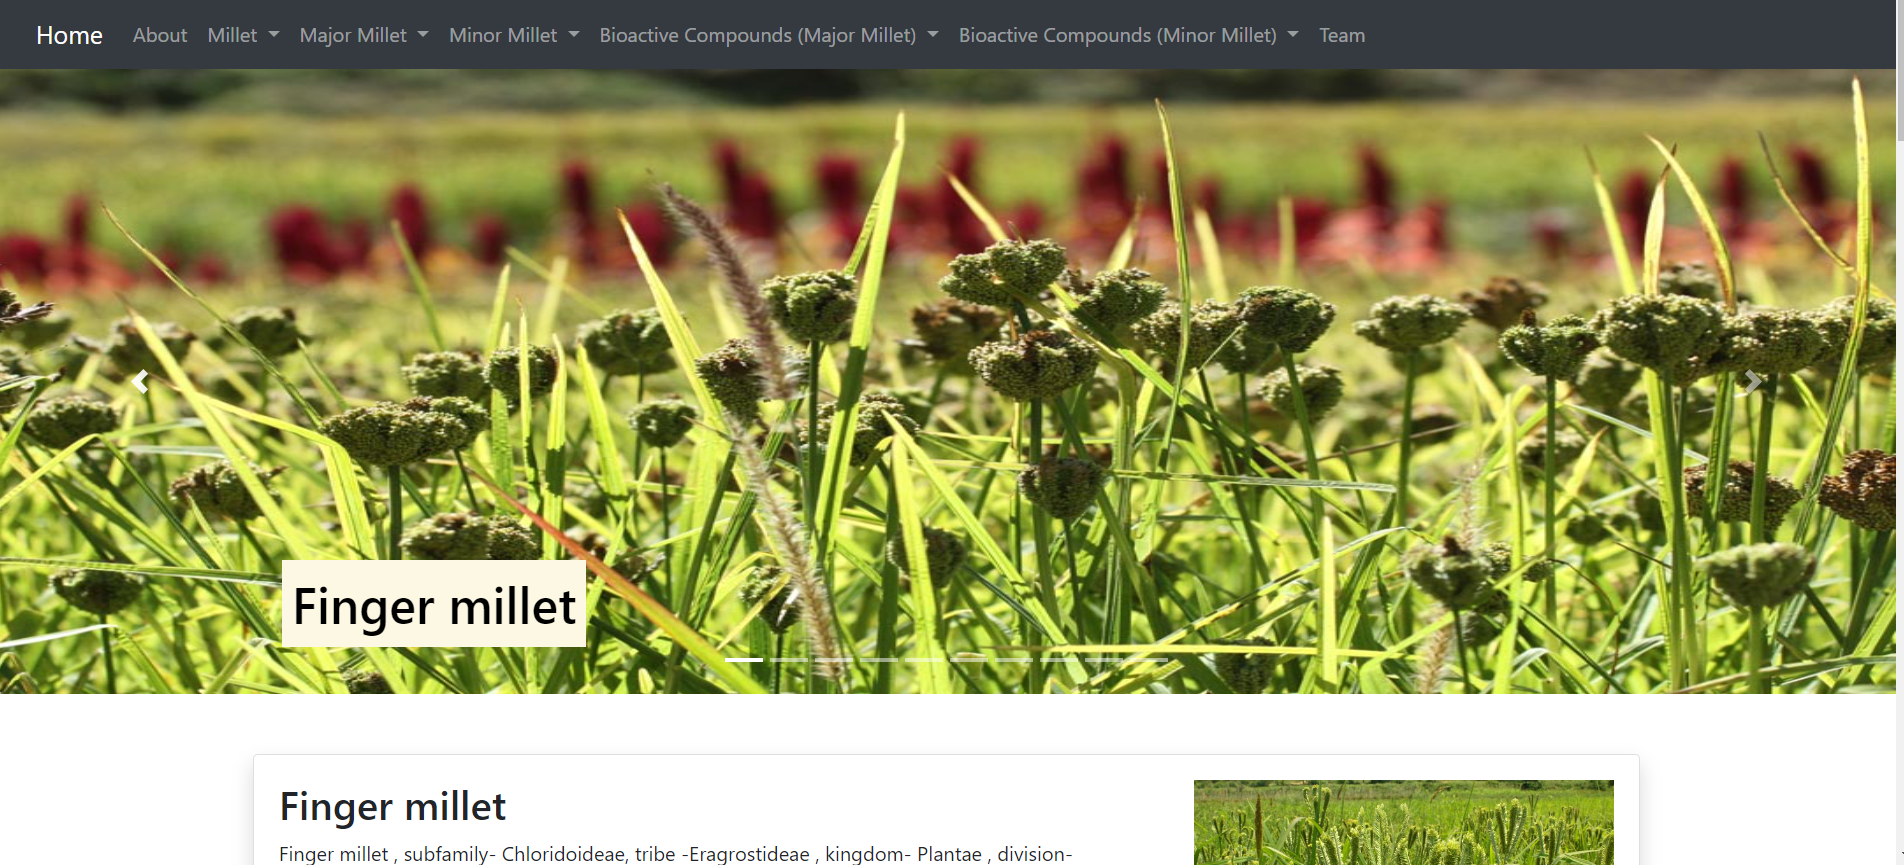 Home About Millet Major Millet Minor Millet Bioactive Compounds (Major Millet) Bioactive Compounds (Minor Millet) Team
Finger millet
Finger millet
Finger millet , subfamily- Chloridoideae, tribe -Eragrostideae , kingdom- Plantae , division-